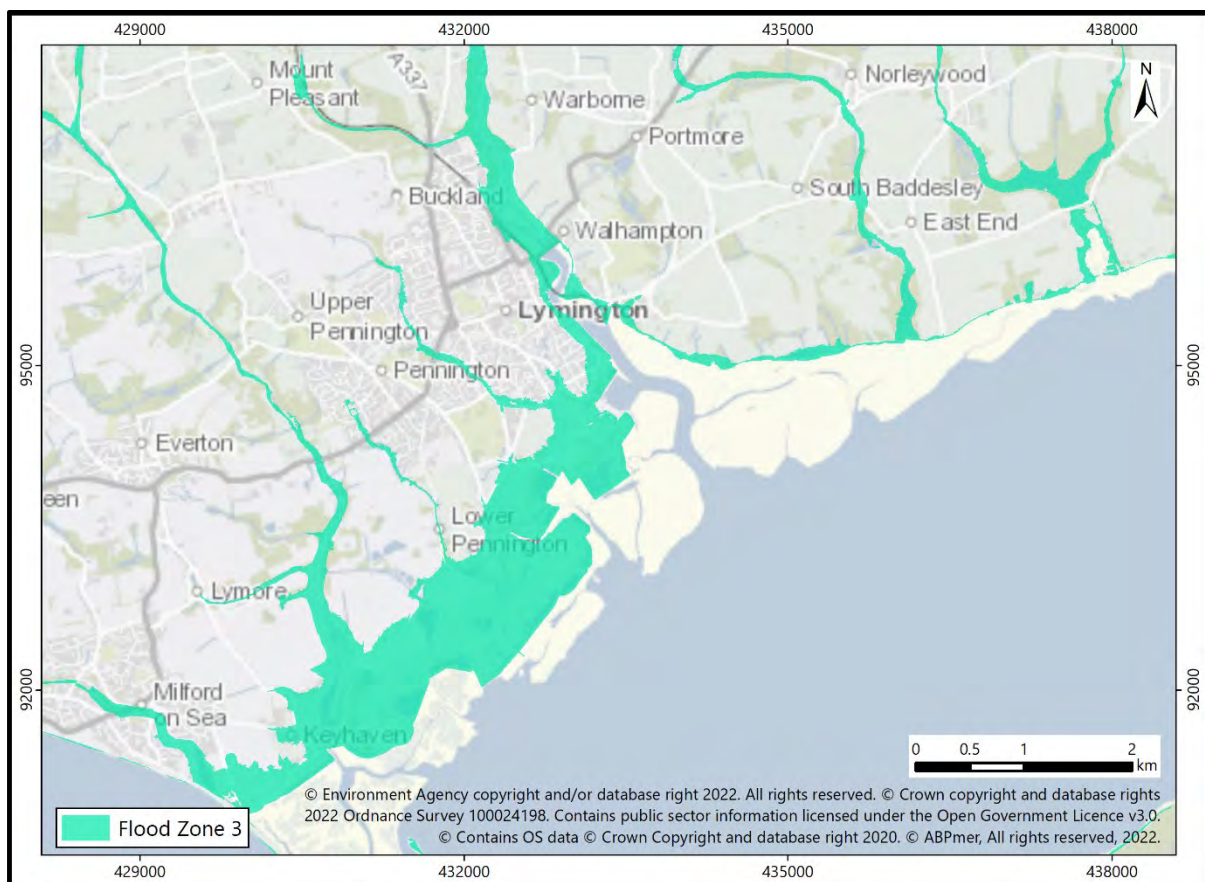 429000 432000 435000 438000
Mount
Pleasant
A337
Warborne
Norleywood
N
Portmore
Buckland
South Baddesley
East End
Walhampton
Upper
Pennington
Lymington
95000
95000
Pennington
Everton
een
Lower
Pennington
Lymore
92000
92000
Milford
on Sea
Keyhaven
0 0.5 1 2
km
© Environment Agency copyright and/or database right 2022. All rights reserved. © Crown copyright and database rights
2022 Ordnance Survey 100024198. Contains public sector information licensed under the Open Government Licence v3.0.
© Contains OS data © Crown Copyright and database right 2020. © ABPmer, All rights reserved, 2022.
Flood Zone 3
429000 432000 435000 438000